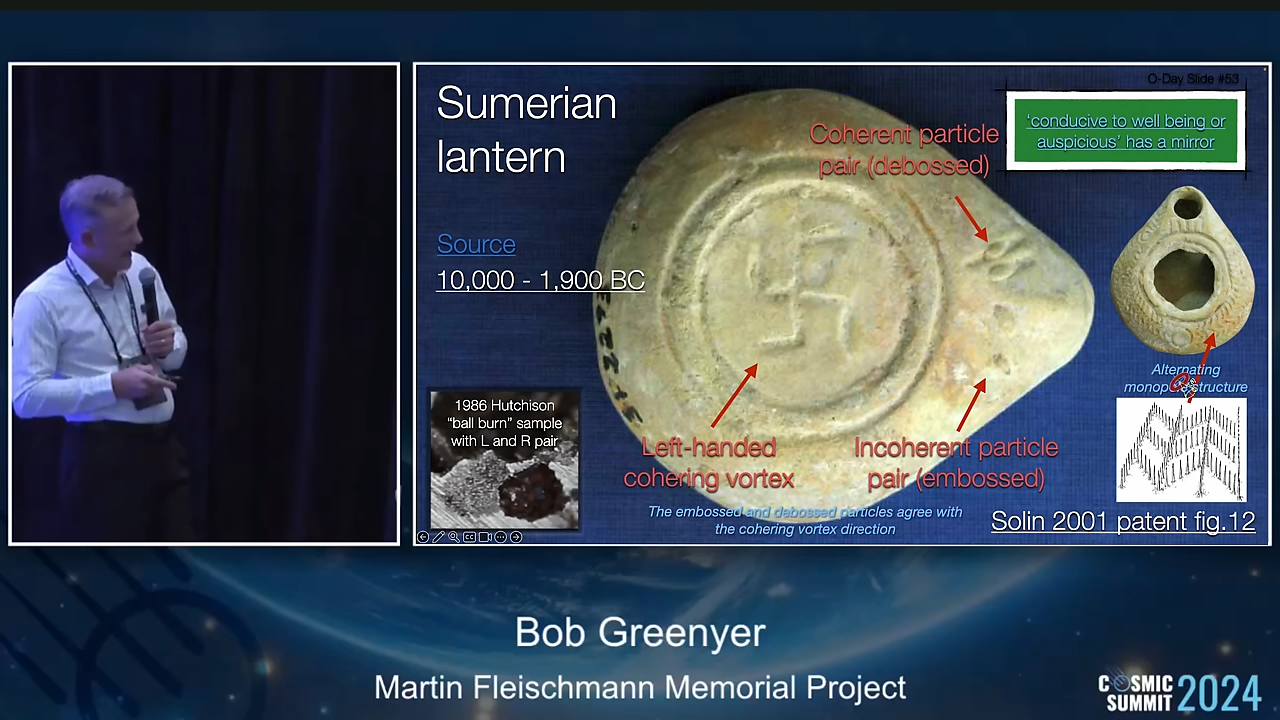 O-Day Slide #53
Sumerian
lantern
Source
10,000 - 1,900 BC
Coherent particle
pair (debossed)
'conducive to well being or
auspicious' has a mirror
Alternating
structure
1986 Hutchison
"ball burn" sample
with L and R pair
Left-handed
cohering vortex
Incoherent particle
pair (embossed)
The embossed and debossed particles agree with
the cohering vortex direction
Solin 2001 patent fig.12
Bob Greenyer
Martin Fleischmann Memorial Project
COSMIC
SUMMIT 2024